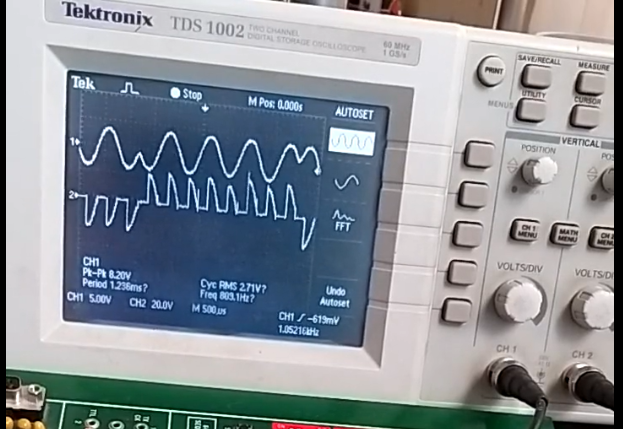 Tektronix TDS 1002 TWO CHANNEL DIGITAL STORAGE OSCILLOSCOPE
60 MHz
1 GS/s
Tek Stop M Pos: 0.000s AUTOSET
1
2
FFT
CH1
Pk-Pk 8.20V
Period 1.236ms?
Cyc RMS 2.71V?
Freq 809.1Hz?
Undo
Autoset
CH1 5.00V CH2 20.0V M 500µs CH1 -619mV
1.05216kHz
PRINT
SAVE/RECALL
MEASURE
UTILITY
CURSOR
MENUS
VERTICAL
POSITION
CH 1
MENU
MATH
MENU
MENU
VOLTS/DIV
VOLTS/DI
CH 1
CH 2